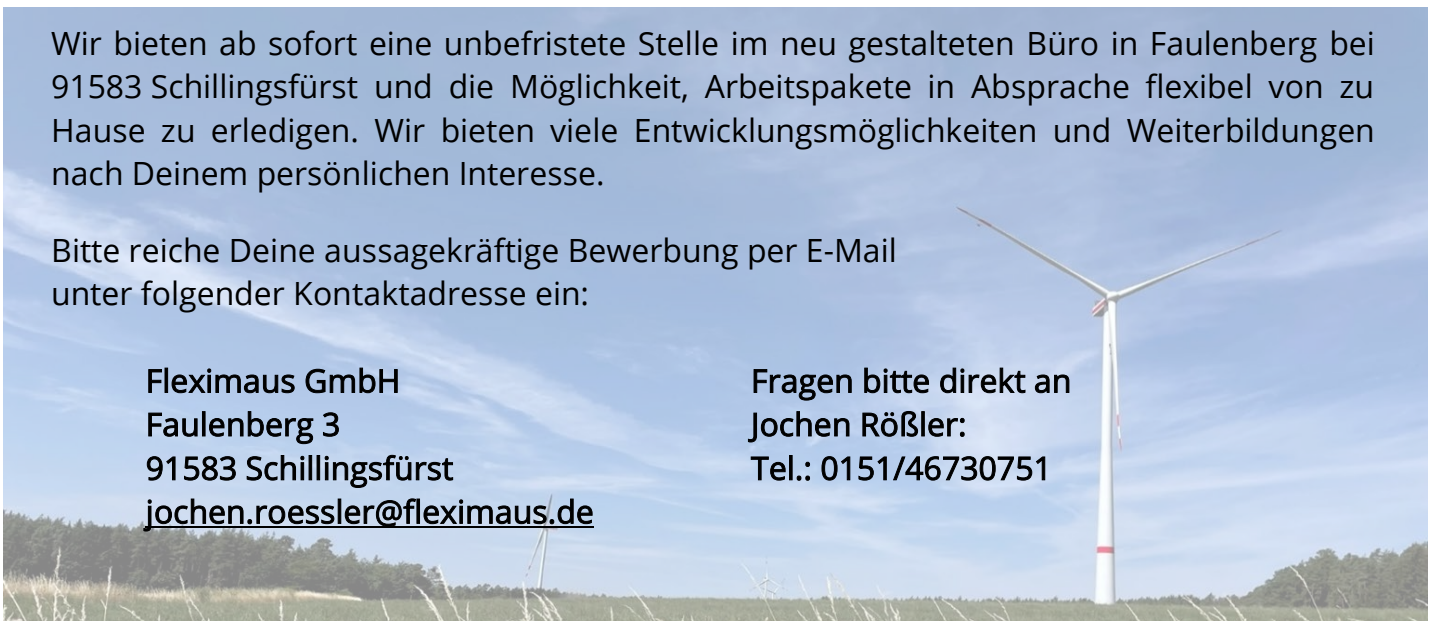 Wir bieten ab sofort eine unbefristete Stelle im neu gestalteten Büro in Faulenberg bei
91583 Schillingsfürst und die Möglichkeit, Arbeitspakete in Absprache flexibel von zu
Hause zu erledigen. Wir bieten viele Entwicklungsmöglichkeiten und Weiterbildungen
nach Deinem persönlichen Interesse.
Bitte reiche Deine aussagekräftige Bewerbung per E-Mail
unter folgender Kontaktadresse ein:
Fleximaus GmbH
Faulenberg 3
91583 Schillingsfürst
jochen.roessler@fleximaus.de
Fragen bitte direkt an
Jochen Rößler:
Tel.: 0151/46730751